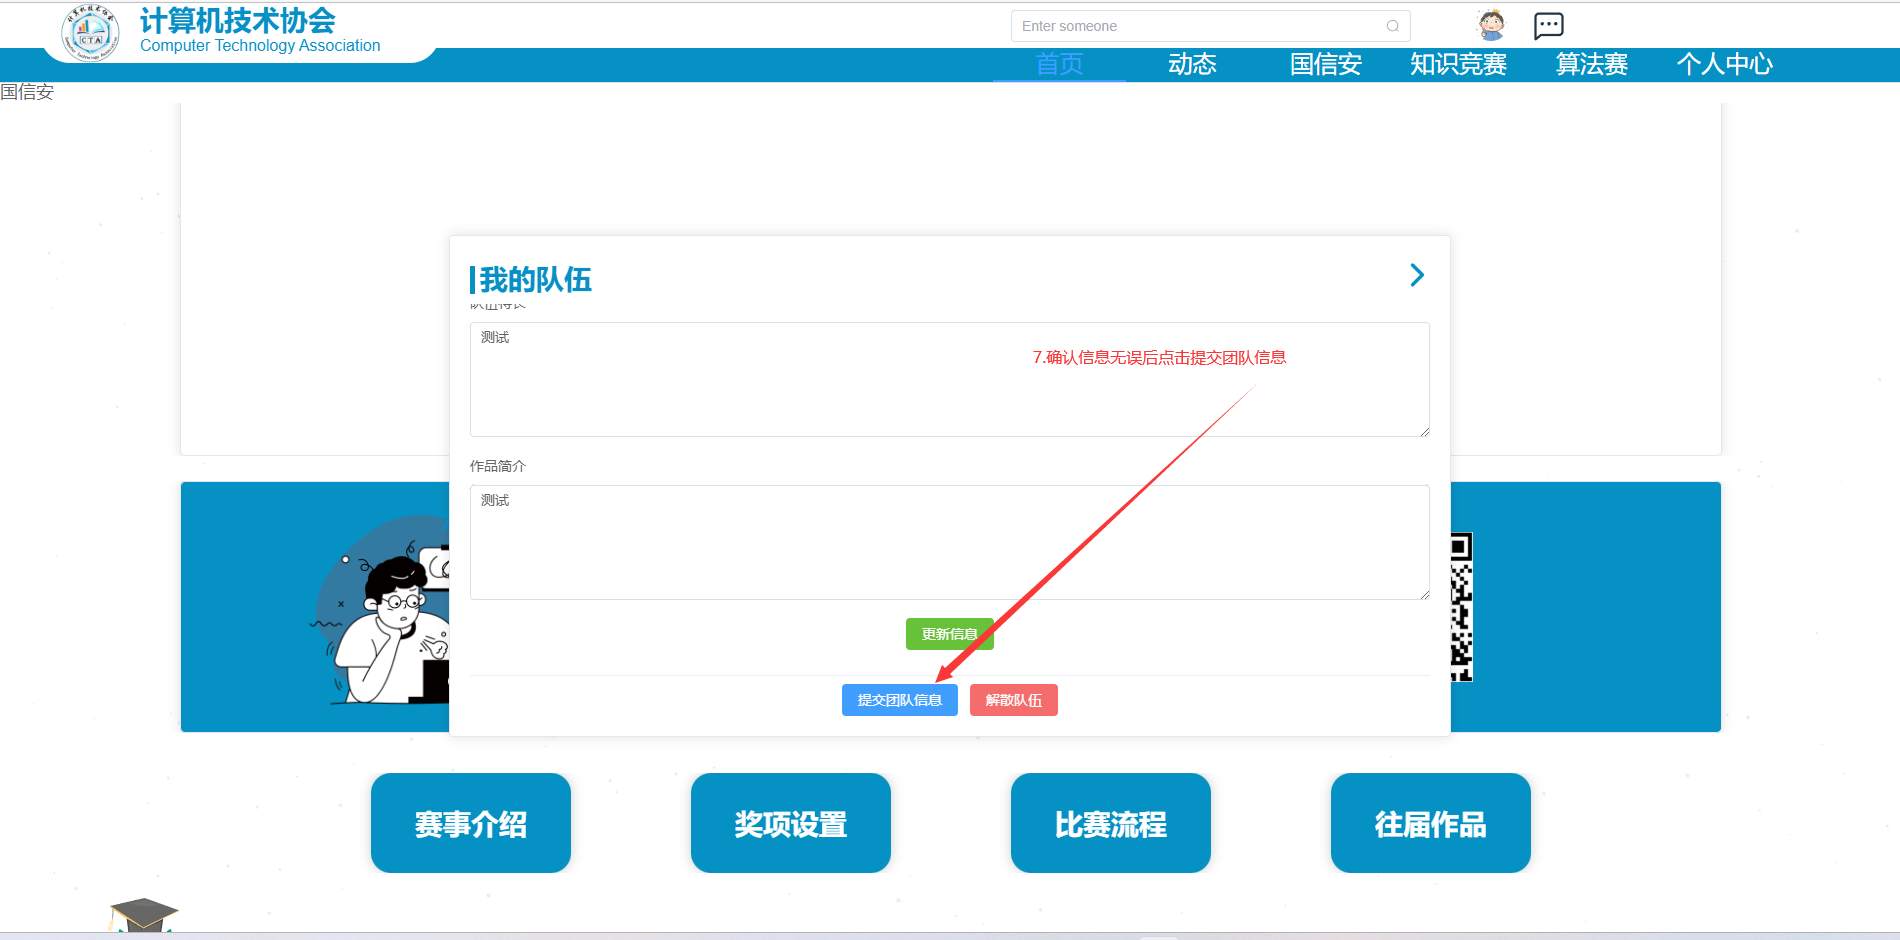 计算机技术协会
Computer Technology Association
Enter someone
首页 动态 国信安 知识竞赛 算法赛 个人中心
国信安
我的队伍
队伍特长
测试
7.确认信息无误后点击提交团队信息
作品简介
测试
更新信息
提交团队信息 解散队伍
赛事介绍 奖项设置 比赛流程 往届作品